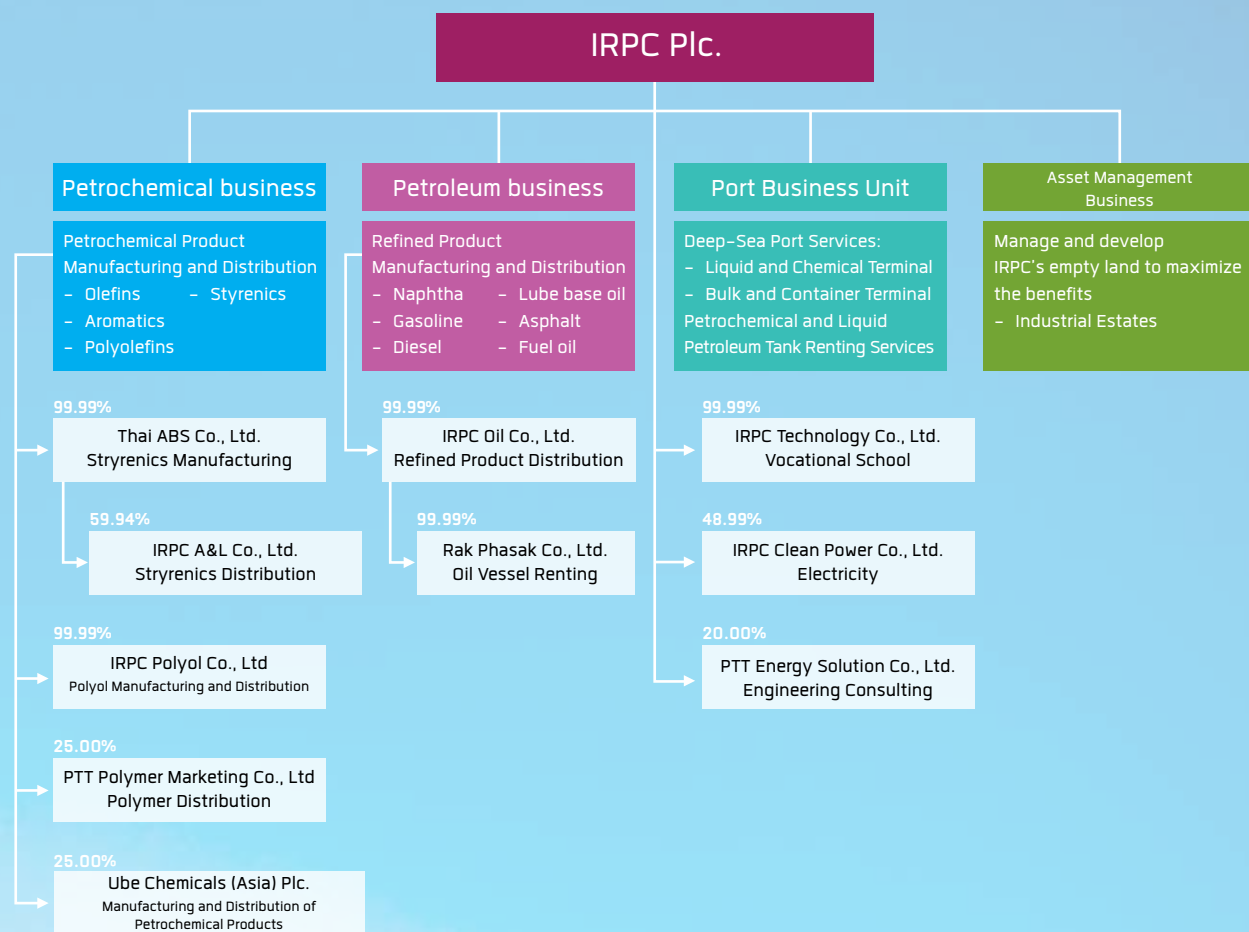 IRPC Plc.
Petrochemical business
Petrochemical Product
Manufacturing and Distribution
– Olefins – Styrenics
– Aromatics
– Polyolefins
99.99%
Thai ABS Co., Ltd.
Stryrenics Manufacturing
59.94%
IRPC A&L Co., Ltd.
Stryrenics Distribution
99.99%
IRPC Polyol Co., Ltd
Polyol Manufacturing and Distribution
25.00%
PTT Polymer Marketing Co., Ltd
Polymer Distribution
25.00%
Ube Chemicals (Asia) Plc.
Manufacturing and Distribution of
Petrochemical Products
Petroleum business
Refined Product
Manufacturing and Distribution
– Naphtha – Lube base oil
– Gasoline – Asphalt
– Diesel – Fuel oil
99.99%
IRPC Oil Co., Ltd.
Refined Product Distribution
99.99%
Rak Phasak Co., Ltd.
Oil Vessel Renting
Port Business Unit
Deep-Sea Port Services:
– Liquid and Chemical Terminal
– Bulk and Container Terminal
Petrochemical and Liquid
Petroleum Tank Renting Services
99.99%
IRPC Technology Co., Ltd.
Vocational School
48.99%
IRPC Clean Power Co., Ltd.
Electricity
20.00%
PTT Energy Solution Co., Ltd.
Engineering Consulting
Asset Management
Business
Manage and develop
IRPC's empty land to maximize
the benefits
– Industrial Estates